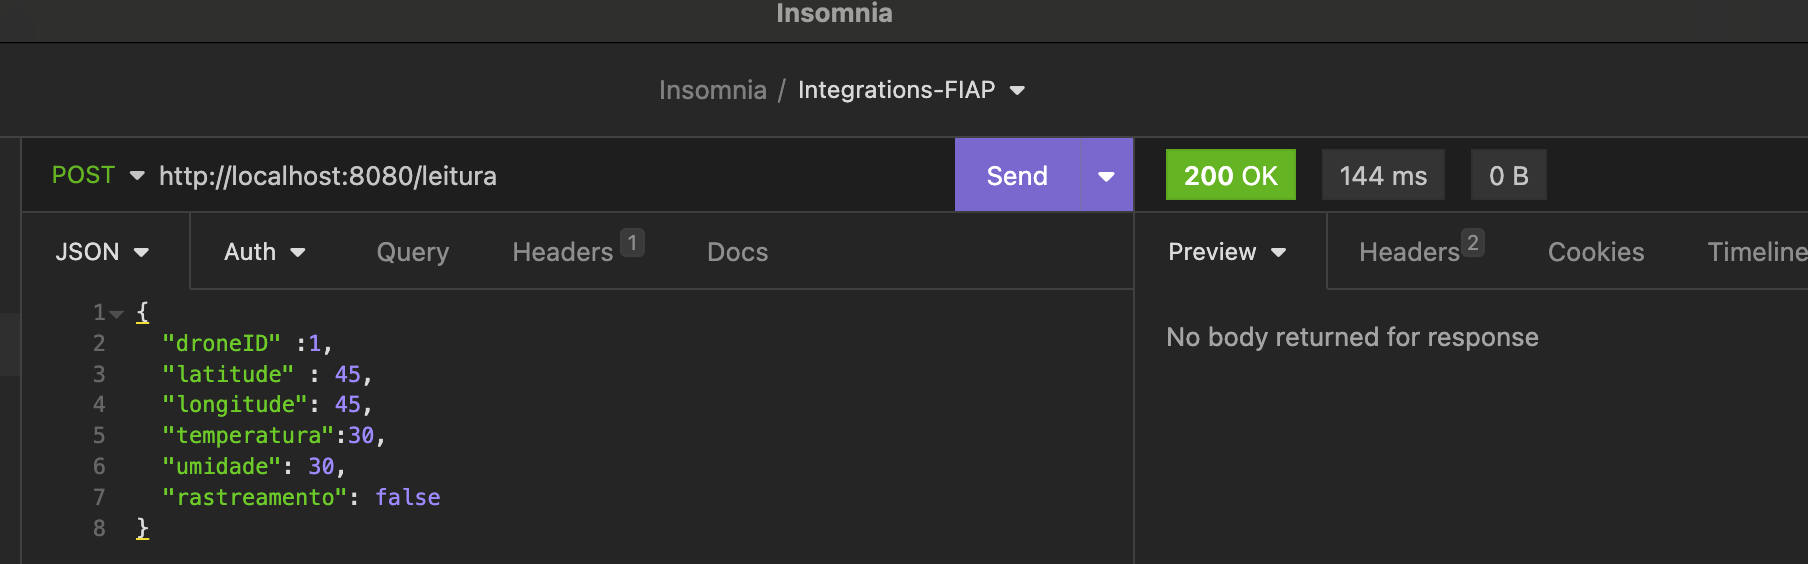 Insomnia
Insomnia / Integrations-FIAP
POST http://localhost:8080/leitura Send 200 OK 144 ms 0 B
JSON Auth Query Headers 1 Docs Preview Headers 2 Cookies Timeline
1 {
2 "droneID" :1,
3 "latitude" : 45,
4 "longitude": 45,
5 "temperatura":30,
6 "umidade": 30,
7 "rastreamento": false
8 }
No body returned for response